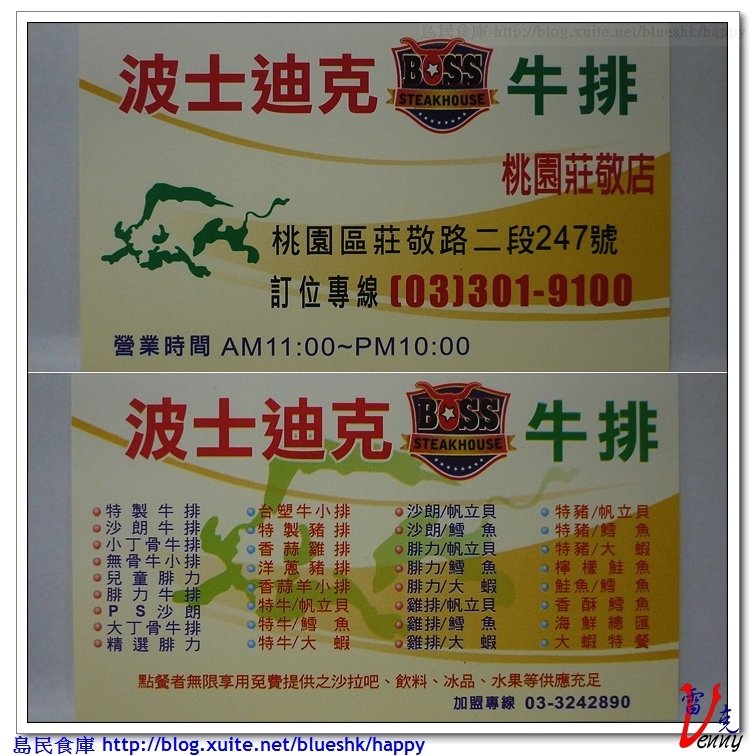 島民食庫 http://blog.xuite.net/blueshk/happy
波士迪克 BOSS STEAKHOUSE 牛排
桃園莊敬店
桃園區莊敬路二段247號
訂位專線 (03)301-9100
營業時間 AM11:00~PM10:00
波士迪克 BOSS STEAKHOUSE 牛排
特製牛排
沙朗牛排
小丁骨牛排
無骨牛小排
兒童腓力
腓力牛排
PS沙朗
大丁骨牛排
精選腓力
台塑牛小排
特製豬排
香蒜雞排
洋蔥豬排
香蒜羊小排
特牛/帆立貝
特牛/鱈魚
特牛/大蝦
沙朗/帆立貝
沙朗/鱈魚
腓力/帆立貝
腓力/鱈魚
腓力/大蝦
雞排/帆立貝
雞排/鱈魚
雞排/大蝦
特豬/帆立貝
特豬/鱈魚
特豬/大蝦
檸檬鮭魚
鮭魚/鱈魚
香酥鱈魚
海鮮總匯
大蝦特餐
點餐者無限享用免費提供之沙拉吧、飲料、冰品、水果等供應充足
加盟專線 03-3242890
島民食庫 http://blog.xuite.net/blueshk/happy
雷克
Venny